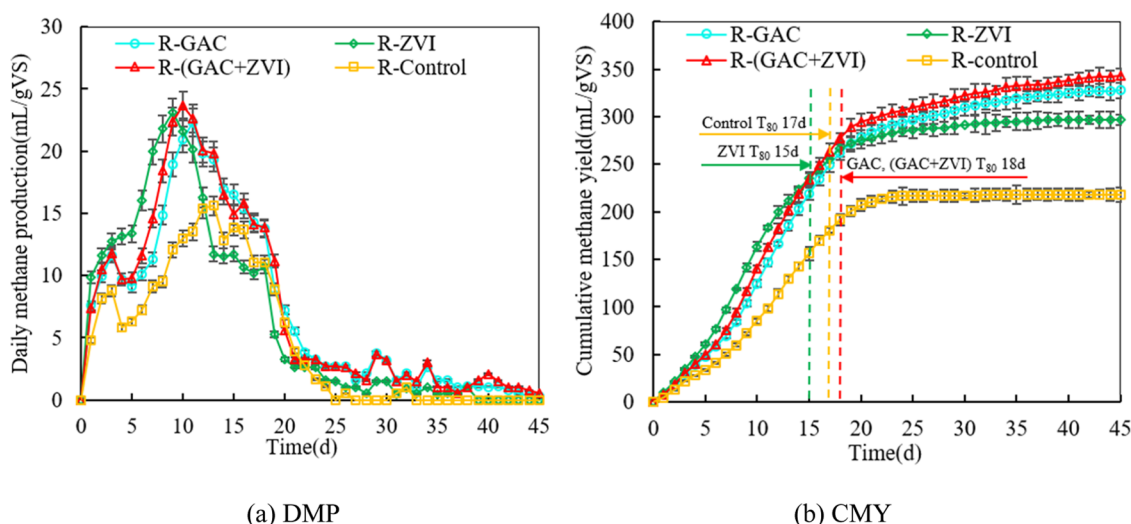 30
25
20
15
10
5
0
Daily methane production(mL/gVS)
R-GAC
R-ZVI
R-(GAC+ZVI)
R-Control
0 5 10 15 20 25 30 35 40 45
Time(d)
(a) DMP
400
350
300
250
200
150
100
50
0
Cumulative methane yield(mL/gVS)
R-GAC
R-ZVI
R-(GAC+ZVI)
R-control
Control T80 17d
ZVI T80 15d
GAC, (GAC+ZVI) T80 18d
0 5 10 15 20 25 30 35 40 45
Time(d)
(b) CMY